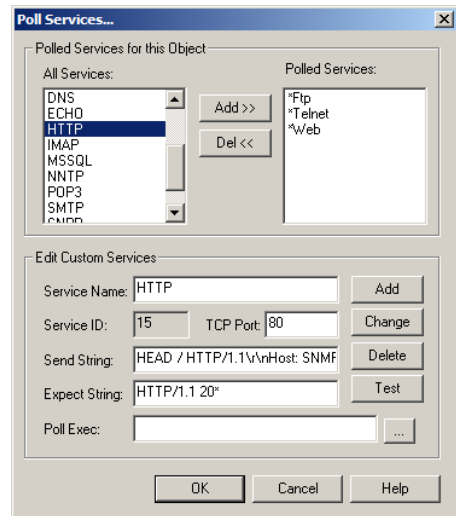 Poll Services...
Polled Services for this Object
All Services:
Polled Services:
DNS
ECHO
HTTP
IMAP
MSSQL
NNTP
POP3
SMTP
Add >>
Del <<
*Ftp
*Telnet
*Web
Edit Custom Services
Service Name: HTTP Add
Service ID: 15 TCP Port: 80 Change
Send String: HEAD / HTTP/1.1\r\nHost: SNMF Delete
Expect String: HTTP/1.1 20* Test
Poll Exec: ...
OK Cancel Help